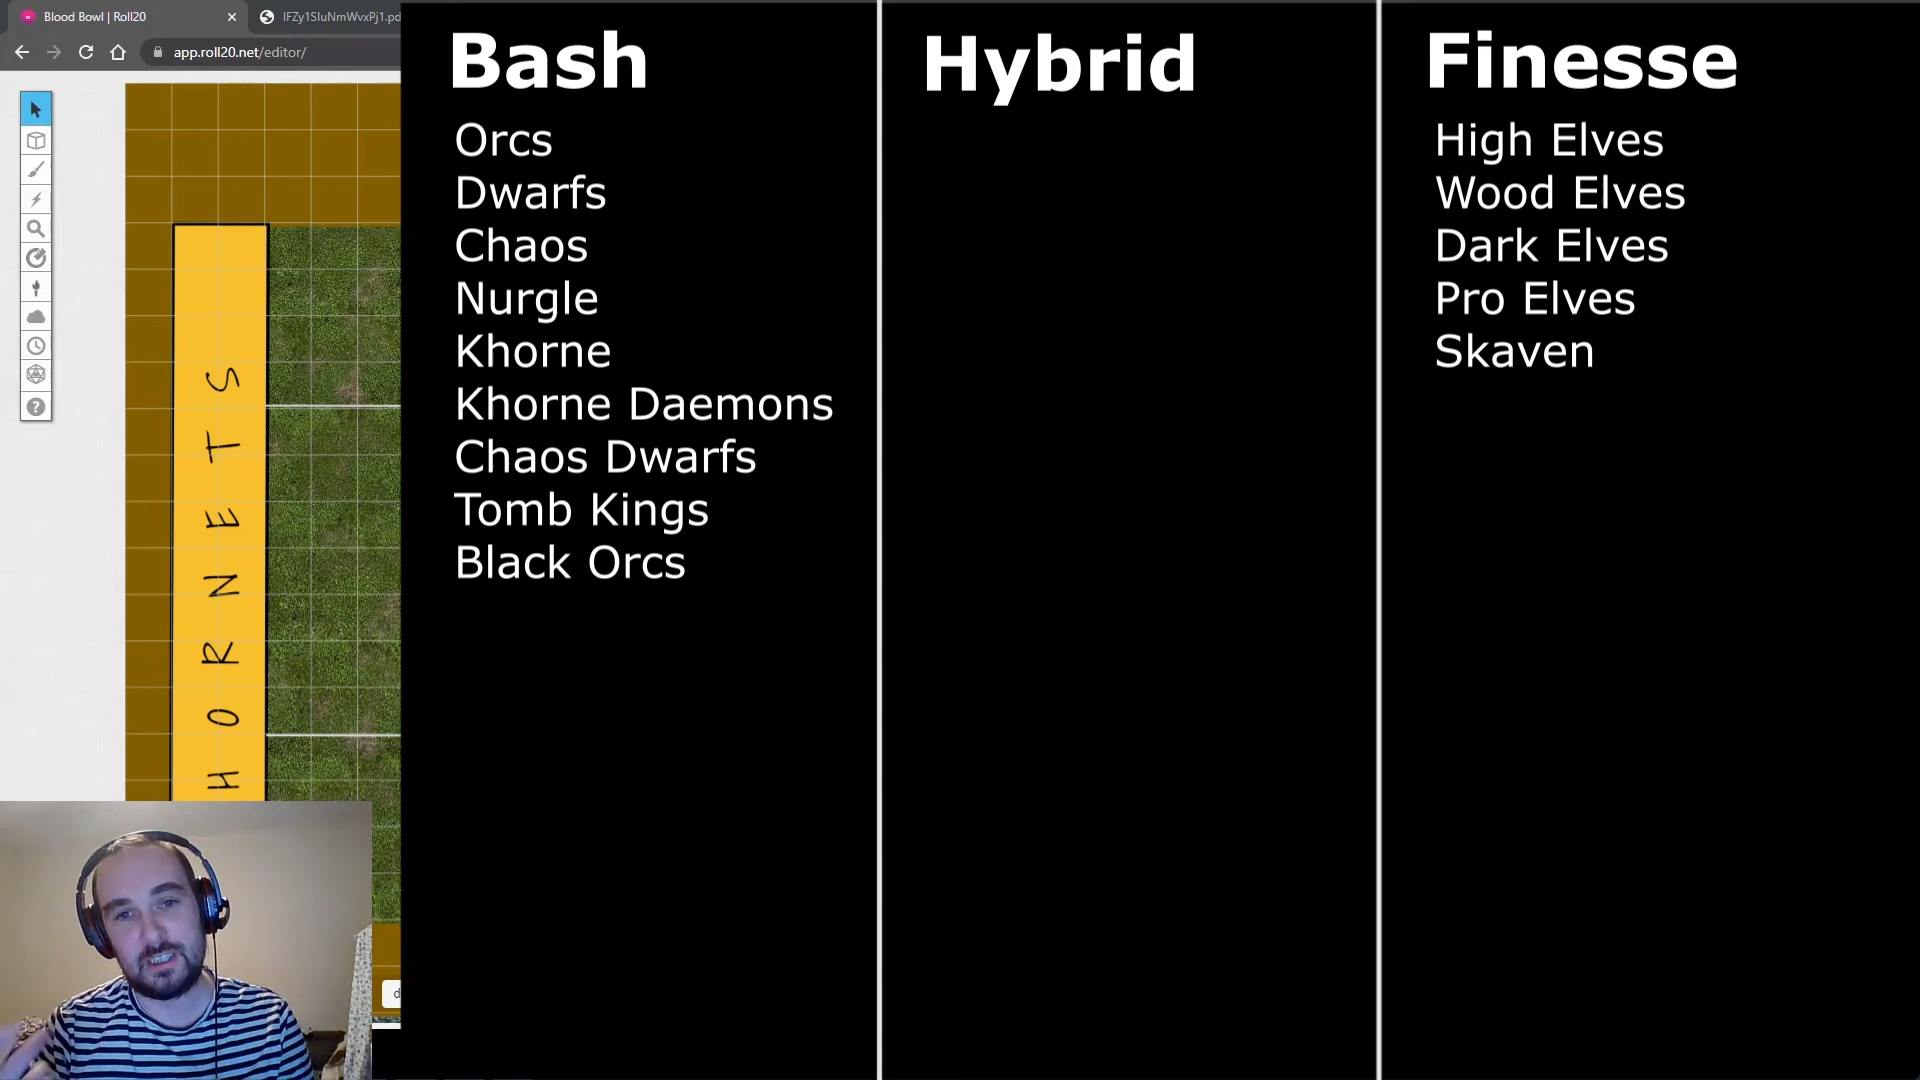 Blood Bowl | Roll20
IFZy1SluNmWvxPj1.pd
app.roll20.net/editor/
HORNETS
d
Bash
Orcs
Dwarfs
Chaos
Nurgle
Khorne
Khorne Daemons
Chaos Dwarfs
Tomb Kings
Black Orcs
Hybrid
Finesse
High Elves
Wood Elves
Dark Elves
Pro Elves
Skaven